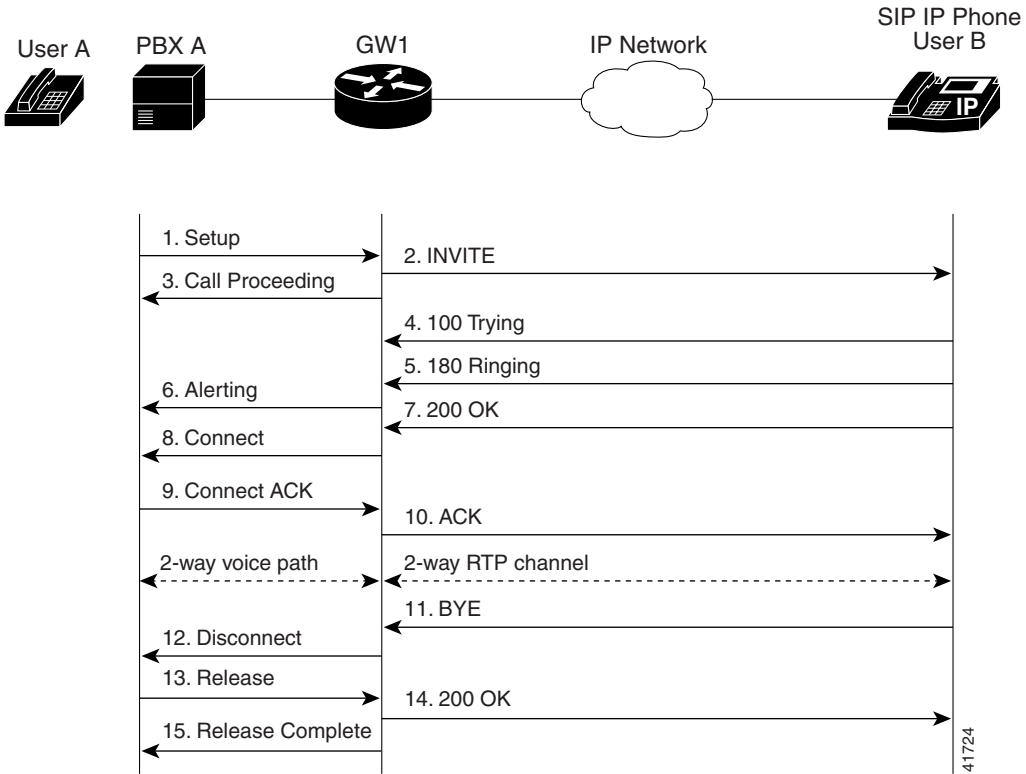 User A
PBX A
GW1
IP Network
SIP IP Phone
User B
IP
1. Setup
2. INVITE
3. Call Proceeding
4. 100 Trying
5. 180 Ringing
6. Alerting
7. 200 OK
8. Connect
9. Connect ACK
10. ACK
2-way voice path
2-way RTP channel
11. BYE
12. Disconnect
13. Release
14. 200 OK
15. Release Complete
41724